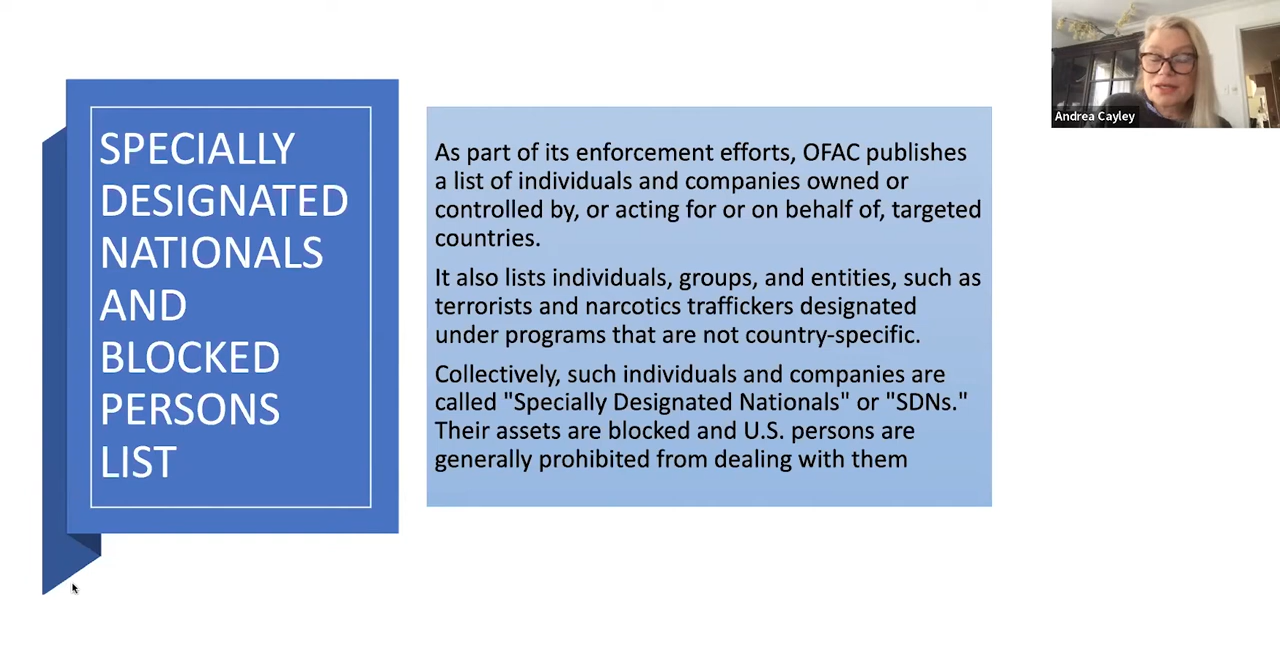 SPECIALLY
DESIGNATED
NATIONALS
AND
BLOCKED
PERSONS
LIST
As part of its enforcement efforts, OFAC publishes
a list of individuals and companies owned or
controlled by, or acting for or on behalf of, targeted
countries.
It also lists individuals, groups, and entities, such as
terrorists and narcotics traffickers designated
under programs that are not country-specific.
Collectively, such individuals and companies are
called "Specially Designated Nationals" or "SDNs."
Their assets are blocked and U.S. persons are
generally prohibited from dealing with them
Andrea Cayley